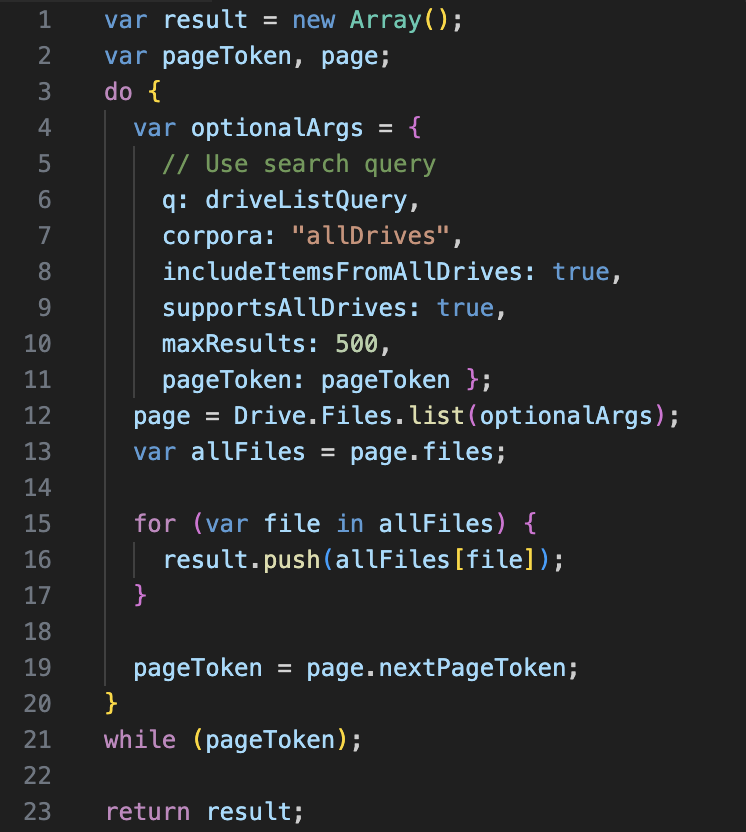 1 var result = new Array();
2 var pageToken, page;
3 do {
4 var optionalArgs = {
5 // Use search query
6 q: driveListQuery,
7 corpora: "allDrives",
8 includeItemsFromAllDrives: true,
9 supportsAllDrives: true,
10 maxResults: 500,
11 pageToken: pageToken };
12 page = Drive.Files.list(optionalArgs);
13 var allFiles = page.files;
14
15 for (var file in allFiles) {
16 result.push(allFiles[file]);
17 }
18
19 pageToken = page.nextPageToken;
20 }
21 while (pageToken);
22
23 return result;